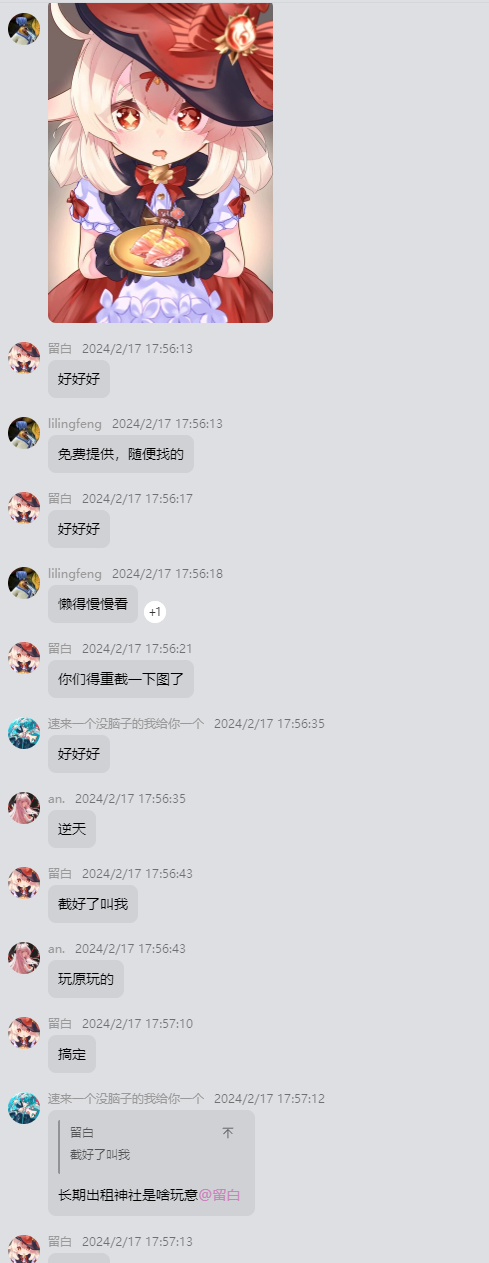 留白 2024/2/17 17:56:13
好好好
lilingfeng 2024/2/17 17:56:13
免费提供，随便找的
留白 2024/2/17 17:56:17
好好好
lilingfeng 2024/2/17 17:56:18
懒得慢慢看
+1
留白 2024/2/17 17:56:21
你们得重截一下图了
速来一个没脑子的我给你一个 2024/2/17 17:56:35
好好好
an. 2024/2/17 17:56:35
逆天
留白 2024/2/17 17:56:43
截好了叫我
an. 2024/2/17 17:56:43
玩原玩的
留白 2024/2/17 17:57:10
搞定
速来一个没脑子的我给你一个 2024/2/17 17:57:12
留白
截好了叫我
长期出租神社是啥玩意@留白
留白 2024/2/17 17:57:13